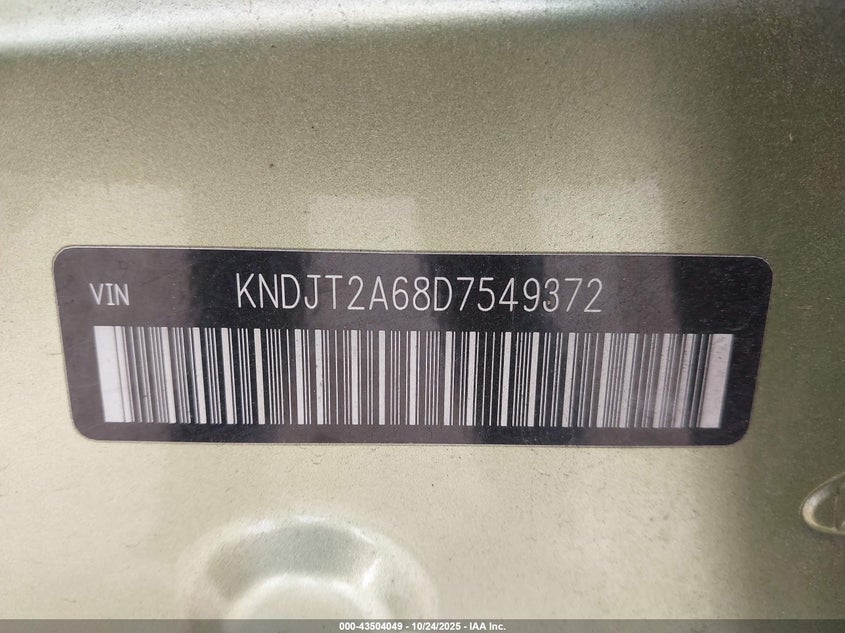 VIN KNDJT2A68D7549372
000-43504049 - 10/24/2025 - IAA Inc.